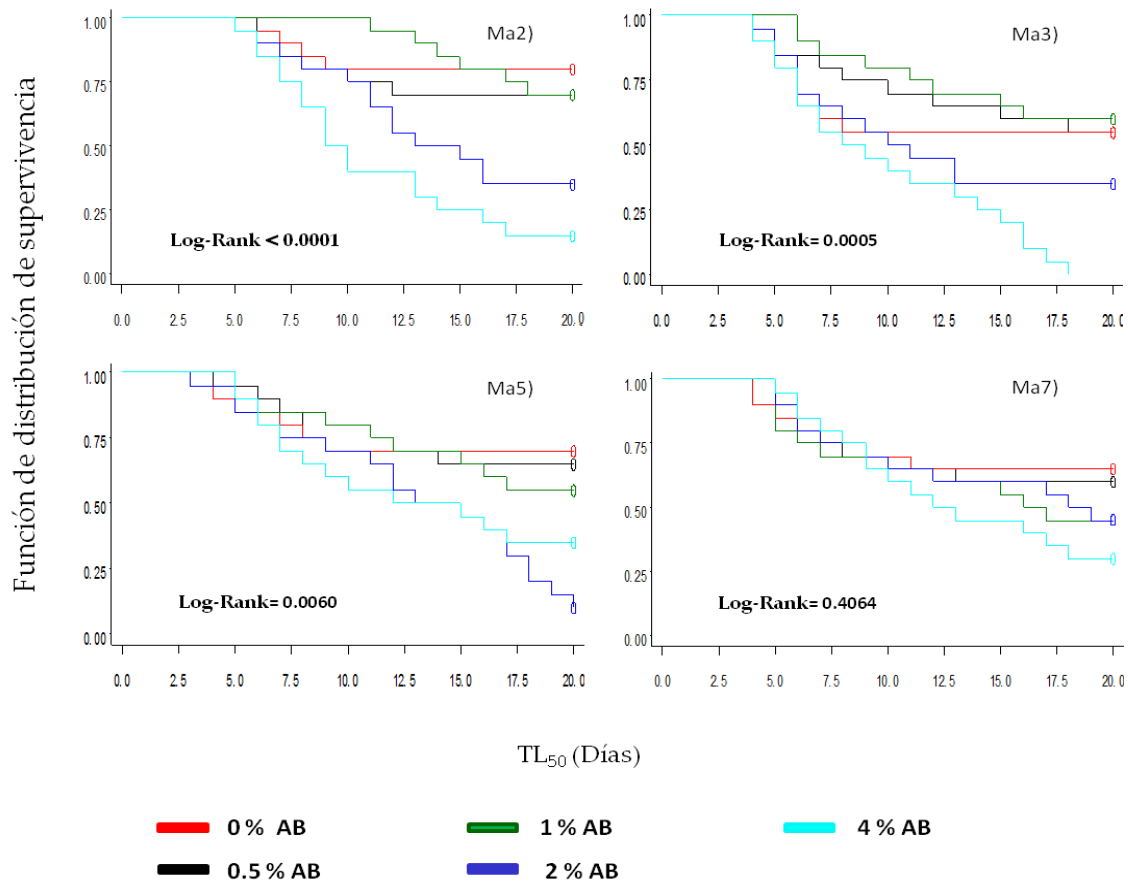 Función de distribución de supervivencia
Ma2)
1.00
0.75
0.50
0.25
0.00
Log-Rank < 0.0001
0.0 2.5 5.0 7.5 10.0 12.5 15.0 17.5 20.0
Ma3)
1.00
0.75
0.50
0.25
0.00
Log-Rank= 0.0005
0.0 2.5 5.0 7.5 10.0 12.5 15.0 17.5 20.0
Ma5)
1.00
0.75
0.50
0.25
0.00
Log-Rank= 0.0060
0.0 2.5 5.0 7.5 10.0 12.5 15.0 17.5 20.0
Ma7)
1.00
0.75
0.50
0.25
0.00
Log-Rank= 0.4064
0.0 2.5 5.0 7.5 10.0 12.5 15.0 17.5 20.0
TL50 (Días)
0 % AB 1 % AB 4 % AB
0.5 % AB 2 % AB